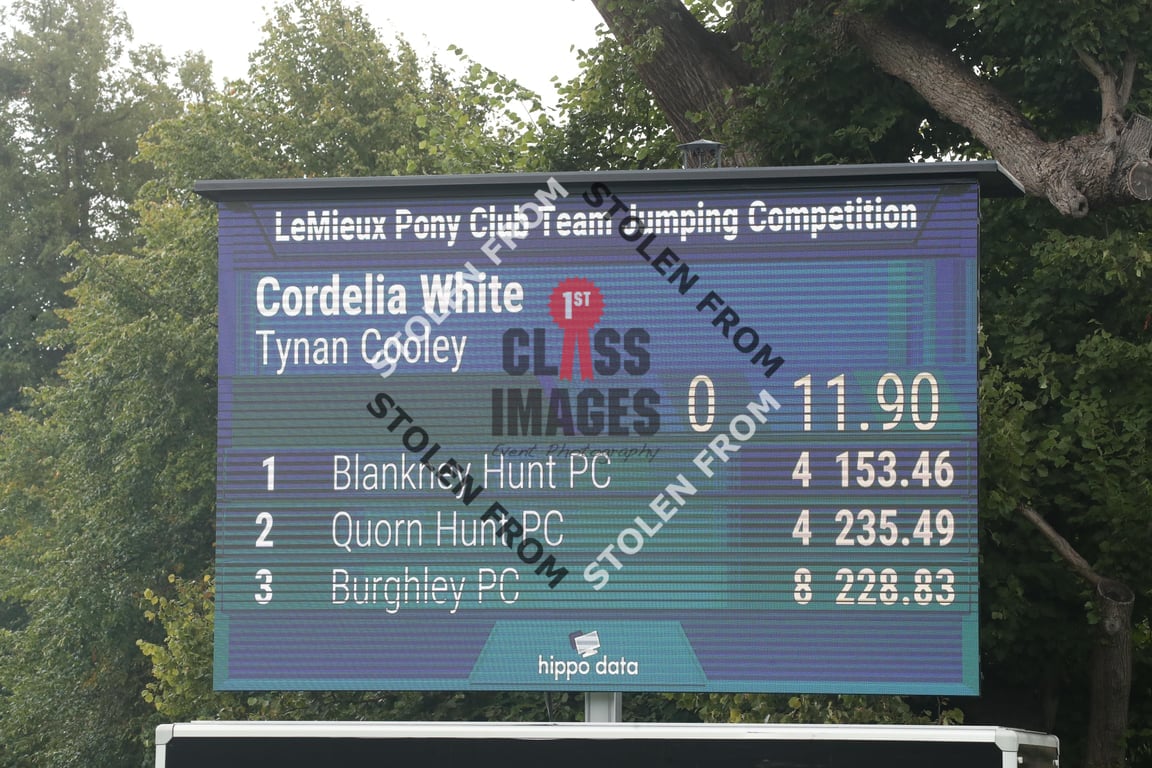 LeMieux Pony Club Team Jumping Competition
Cordelia White
Tynan Cooley
0 11.90
1 Blankney Hunt PC 4 153.46
2 Quorn Hunt PC 4 235.49
3 Burghley PC 8 228.83
hippo data
1ST
CLASS
IMAGES
Event Photography
STOLEN FROM
STOLEN FROM
STOLEN FROM
STOLEN FROM